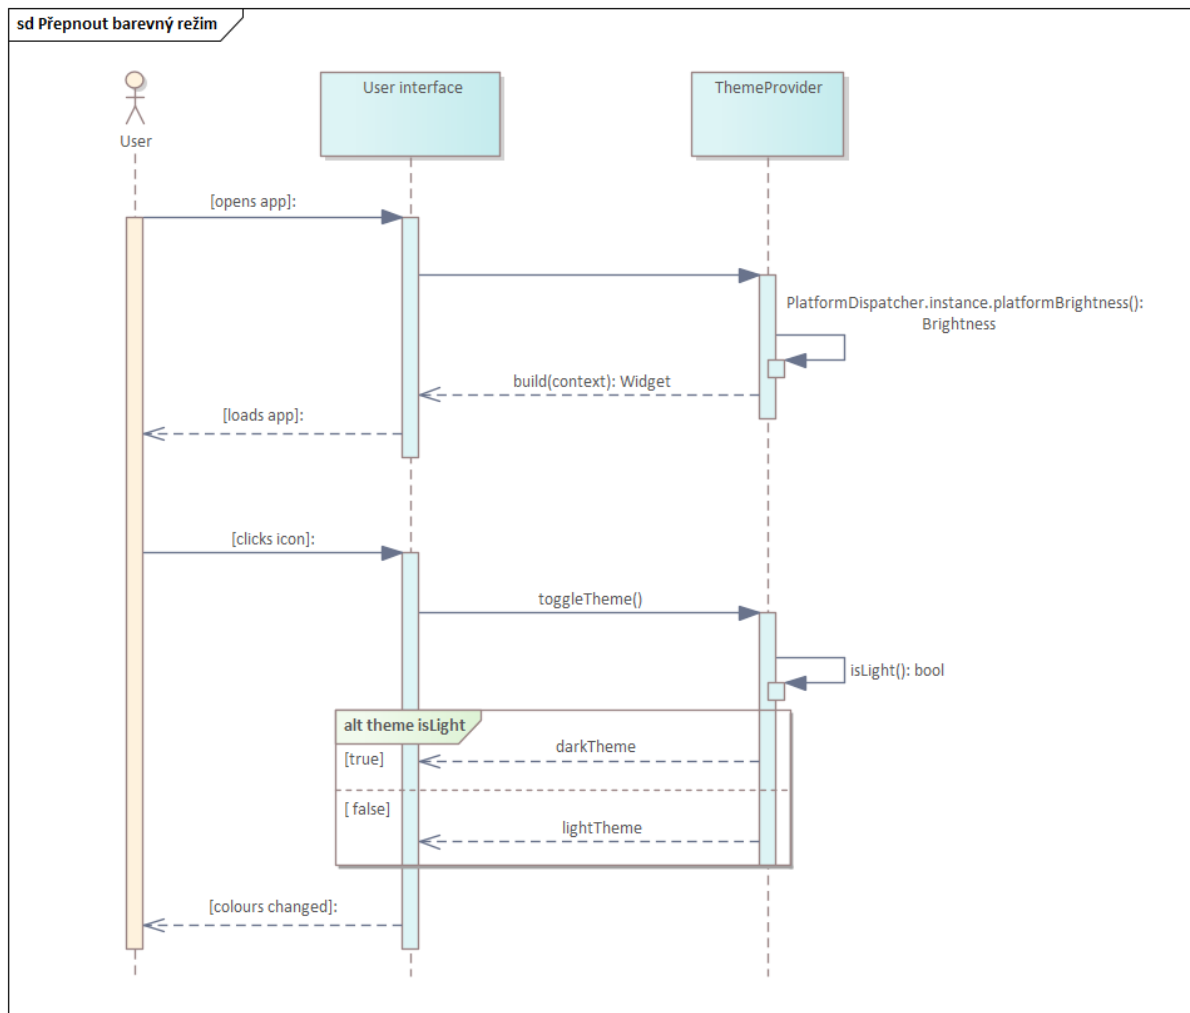 sd Přepnout barevný režim
User interface
ThemeProvider
User
[opens app]:
PlatformDispatcher.instance.platformBrightness():
Brightness
build(context): Widget
[loads app]:
[clicks icon]:
toggleTheme()
isLight(): bool
alt theme isLight
darkTheme
[true]
[ false]
lightTheme
[colours changed]: